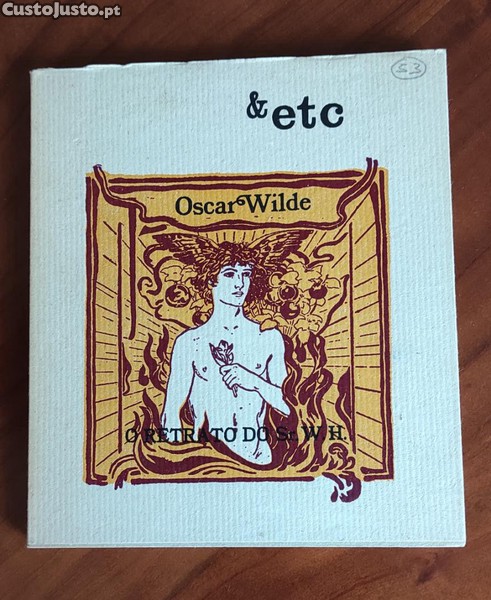 CustoJusto.pt
53
& etc
Oscar Wilde
O RETRATO DO Sr. W. H.